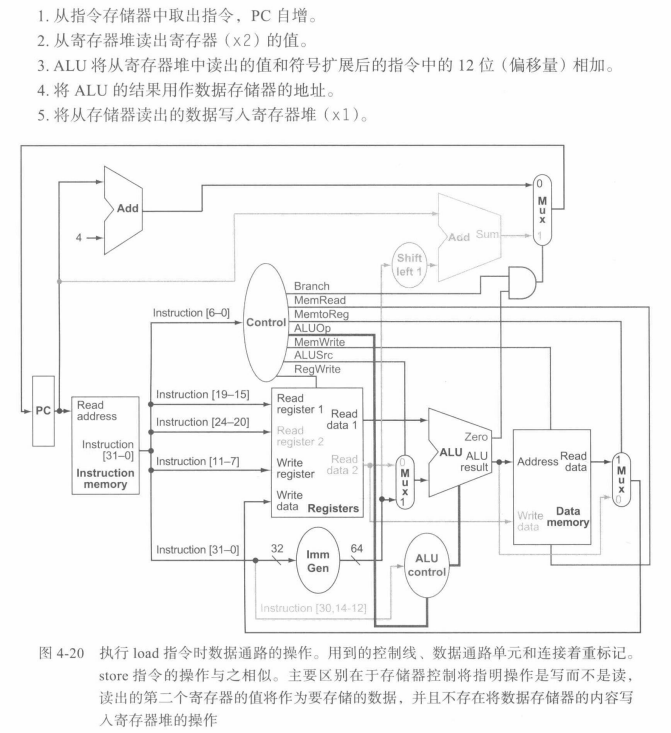 1. 从指令存储器中取出指令，PC 自增。
2. 从寄存器堆读出寄存器（x2）的值。
3. ALU 将从寄存器堆中读出的值和符号扩展后的指令中的 12 位（偏移量）相加。
4. 将 ALU 的结果用作数据存储器的地址。
5. 将从存储器读出的数据写入寄存器堆（x1）。
0
M
u
x
1
Add
4
Add Sum
Shift
left 1
Branch
MemRead
Instruction [6–0]
Control
MemtoReg
ALUOp
MemWrite
ALUSrc
RegWrite
PC
Read
address
Instruction
[31–0]
Instruction
memory
Instruction [19–15]
Instruction [24–20]
Instruction [11–7]
Read
register 1
Read
data 1
Read
register 2
Write
register
Read
data 2
Write
data
Registers
0
M
u
x
1
Zero
ALU
ALU
result
Address
Read
data
Write
data
Data
memory
1
M
u
x
0
Instruction [31–0]
32
Imm
Gen
64
ALU
control
Instruction [30,14-12]
图 4-20 执行 load 指令时数据通路的操作。用到的控制线、数据通路单元和连接着重标记。
store 指令的操作与之相似。主要区别在于存储器控制将指明操作是写而不是读，
读出的第二个寄存器的值将作为要存储的数据，并且不存在将数据存储器的内容写
入寄存器堆的操作